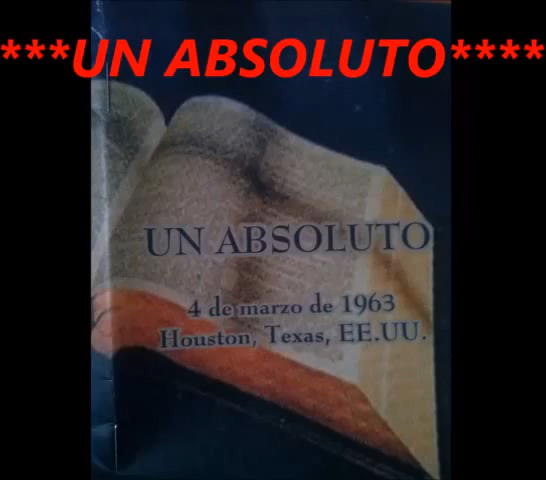 ***UN ABSOLUTO****
UN ABSOLUTO
4 de marzo de 1963
Houston, Texas, EE.UU.